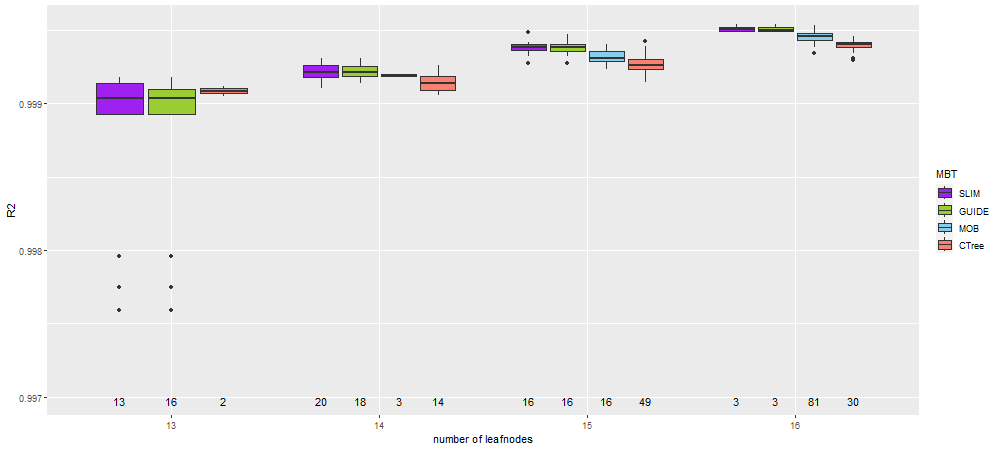 MBT
SLIM
GUIDE
MOB
CTree
R2
0.999
0.998
0.997
13 16 2 20 18 3 14 16 16 16 49 3 3 81 30
13 14 15 16
number of leafnodes